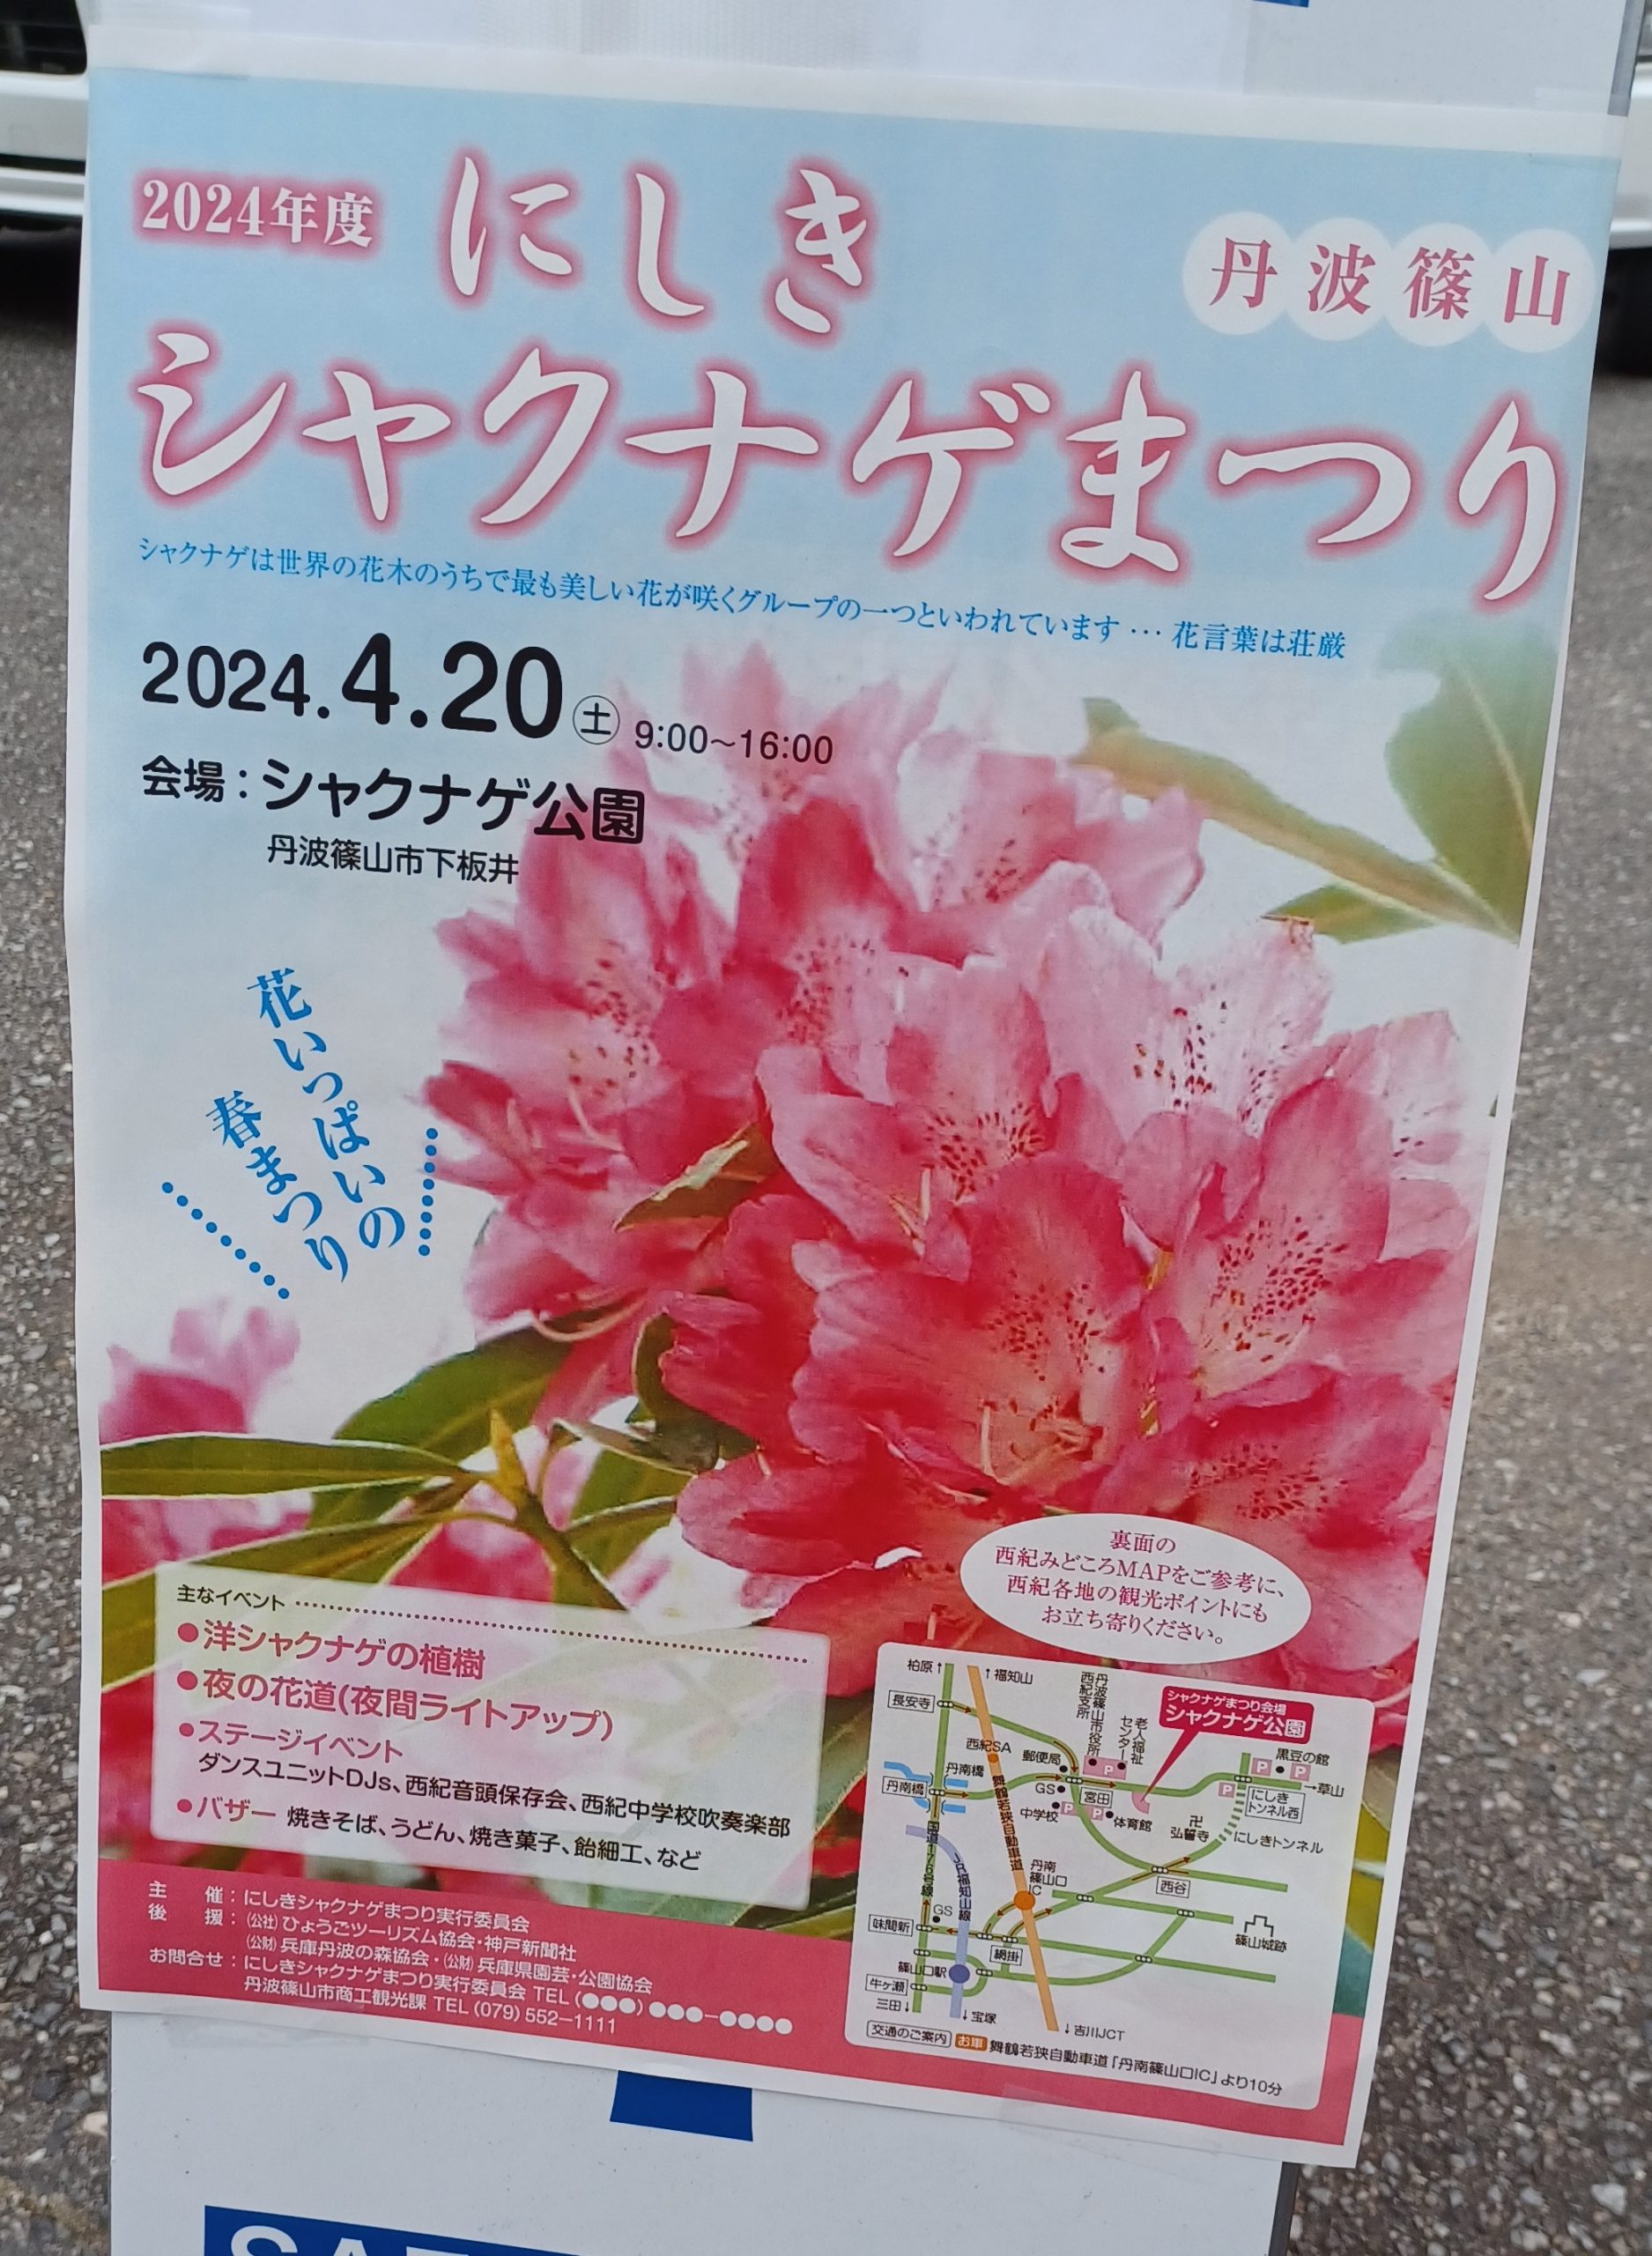 2024年度
にしき
丹波篠山
シャクナゲまつり
シャクナゲは世界の花木のうちで最も美しい花が咲くグループの一つといわれています … 花言葉は荘厳
2024.4.20㊏ 9:00~16:00
会場：シャクナゲ公園
丹波篠山市下板井
花いっぱいの
春まつり
裏面の
西紀みどころMAPをご参考に、
西紀各地の観光ポイントにも
お立ち寄りください。
主なイベント
●洋シャクナゲの植樹
●夜の花道(夜間ライトアップ)
●ステージイベント
ダンスユニットDJs、西紀音頭保存会、西紀中学校吹奏楽部
●バザー 焼きそば、うどん、焼き菓子、飴細工、など
主 催：にしきシャクナゲまつり実行委員会
後 援：(公社)ひょうごツーリズム協会・神戸新聞社
(公財)兵庫丹波の森協会・(公財)兵庫県園芸・公園協会
お問合せ：にしきシャクナゲまつり実行委員会 TEL(●●●)●●●−●●●●
丹波篠山市商工観光課 TEL(079)552−1111
柏原↑
↑福知山
長安寺
西紀SA
郵便局
丹波篠山市役所
西紀支所
老人福祉
センター
シャクナゲまつり会場
シャクナゲ公園
黒豆の館
P
P
P
P
→草山
丹南橋
丹南橋
GS
宮田
中学校
P
P
体育館
卍
弘誓寺
にしき
トンネル西
にしきトンネル
舞鶴若狭自動車道
国道176号線
JR福知山線
丹南
篠山口
IC
西谷
GS
味間新
網掛
篠山城跡
篠山口駅
牛ヶ瀬
三田↓
↓宝塚
↓吉川JCT
交通のご案内 お車 舞鶴若狭自動車道「丹南篠山口IC」より10分